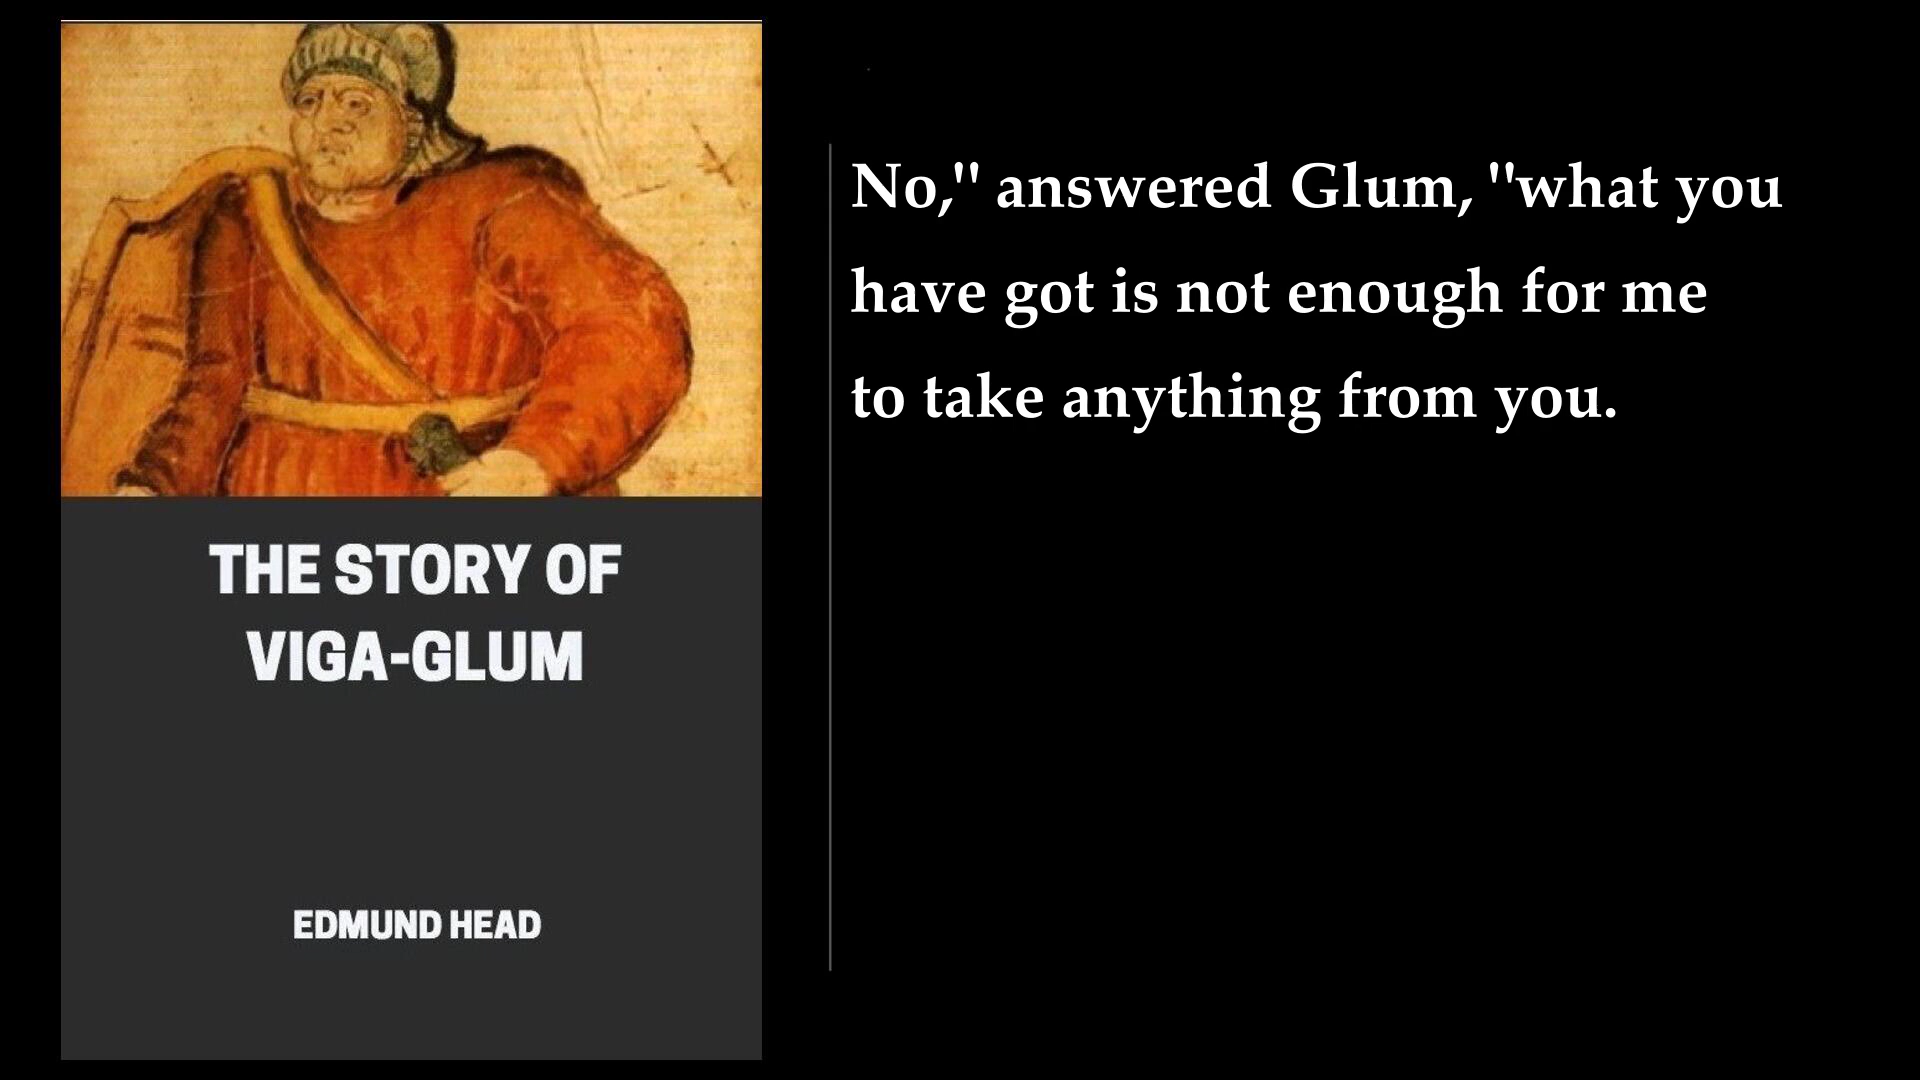 No," answered Glum, "what you
have got is not enough for me
to take anything from you.
THE STORY OF
VIGA-GLUM
EDMUND HEAD